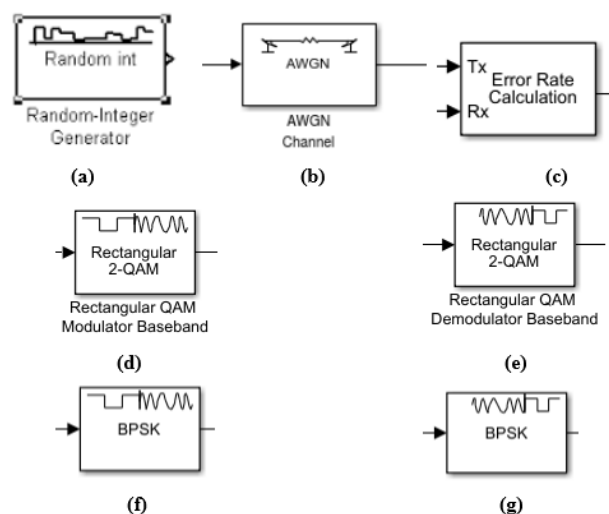 Random int
Random-Integer
Generator
(a)
AWGN
AWGN
Channel
(b)
Tx
Rx
Error Rate
Calculation
(c)
Rectangular
2-QAM
Rectangular QAM
Modulator Baseband
(d)
Rectangular
2-QAM
Rectangular QAM
Demodulator Baseband
(e)
BPSK
(f)
BPSK
(g)